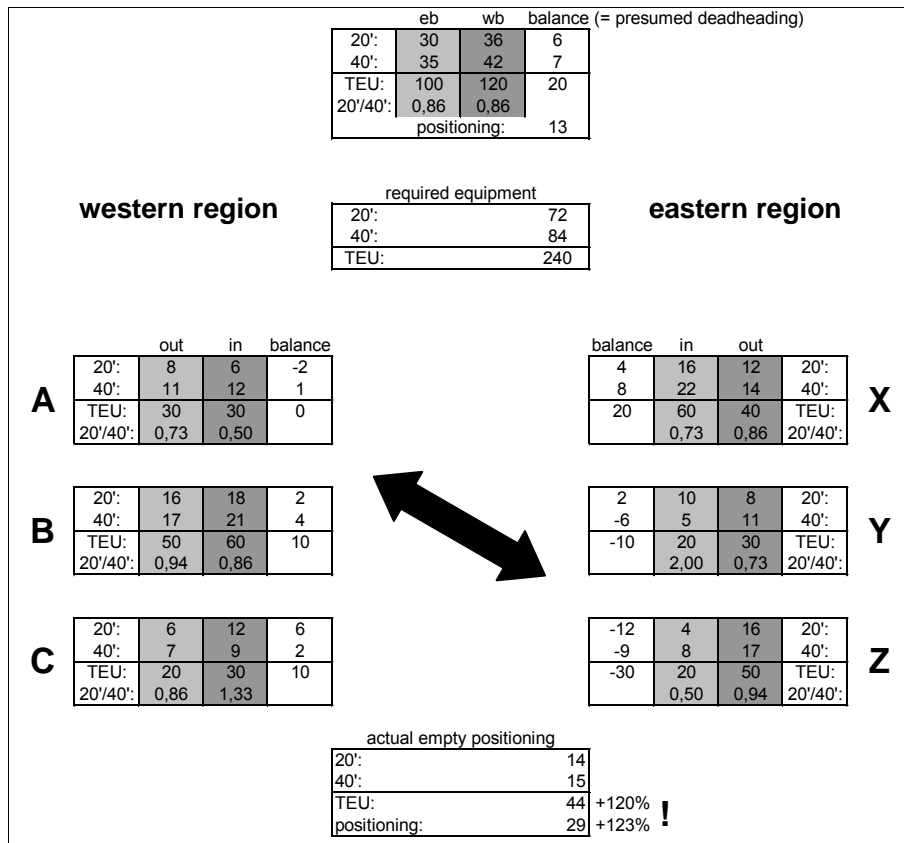 eb wb balance (= presumed deadheading)
20': 30 36 6
40': 35 42 7
TEU: 100 120 20
20'/40': 0,86 0,86
positioning: 13
required equipment
western region
eastern region
20': 72
40': 84
TEU: 240
out in balance
balance in out
A
20': 8 6 -2
40': 11 12 1
TEU: 30 30 0
20'/40': 0,73 0,50
4 16 12 20':
8 22 14 40':
20 60 40 TEU:
0,73 0,86 20'/40':
X
B
20': 16 18 2
40': 17 21 4
TEU: 50 60 10
20'/40': 0,94 0,86
2 10 8 20':
-6 5 11 40':
-10 20 30 TEU:
2,00 0,73 20'/40':
Y
C
20': 6 12 6
40': 7 9 2
TEU: 20 30 10
20'/40': 0,86 1,33
-12 4 16 20':
-9 8 17 40':
-30 20 50 TEU:
0,50 0,94 20'/40':
Z
actual empty positioning
20': 14
40': 15
TEU: 44 +120%
positioning: 29 +123% !